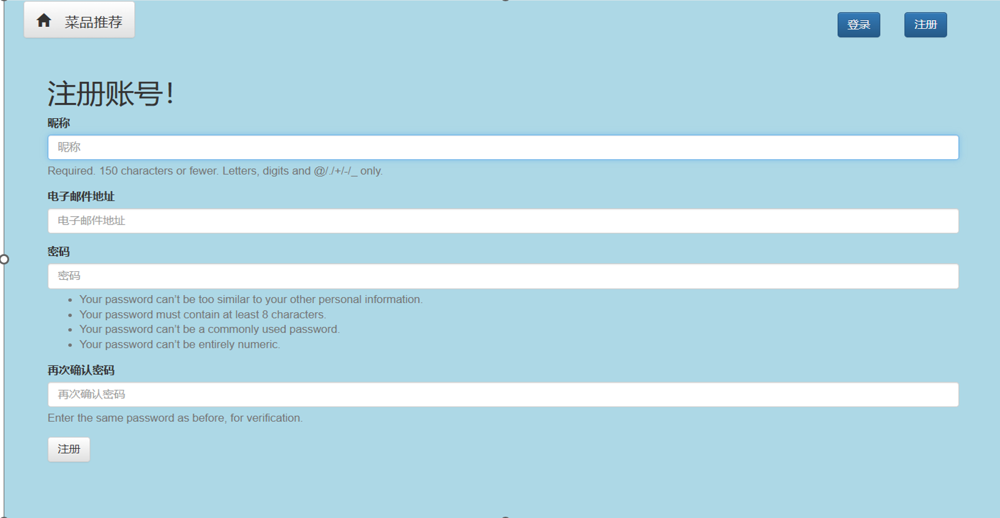 菜品推荐
登录
注册
注册账号！
昵称
昵称
Required. 150 characters or fewer. Letters, digits and @/./+/-/_ only.
电子邮件地址
电子邮件地址
密码
密码
Your password can’t be too similar to your other personal information.
Your password must contain at least 8 characters.
Your password can’t be a commonly used password.
Your password can’t be entirely numeric.
再次确认密码
再次确认密码
Enter the same password as before, for verification.
注册